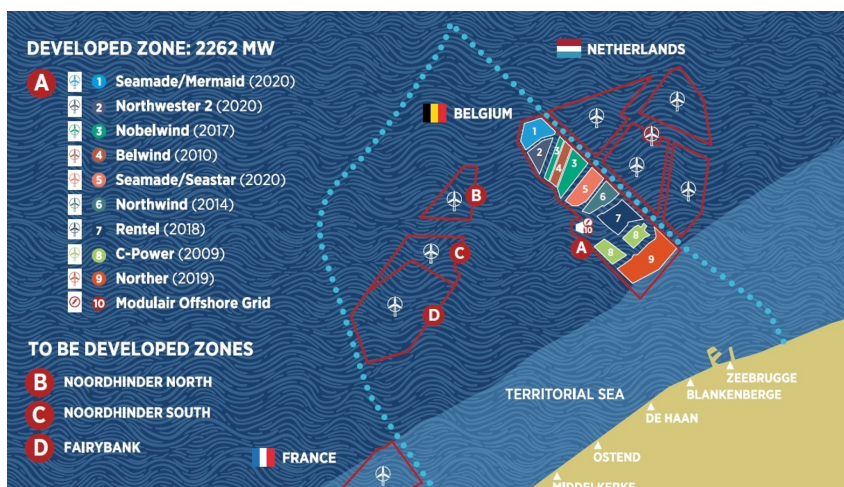 DEVELOPED ZONE: 2262 MW
A
1 Seamade/Mermaid (2020)
2 Northwester 2 (2020)
3 Nobelwind (2017)
4 Belwind (2010)
5 Seamade/Seastar (2020)
6 Northwind (2014)
7 Rentel (2018)
8 C-Power (2009)
9 Norther (2019)
10 Modulair Offshore Grid
TO BE DEVELOPED ZONES
B NOORDHINDER NORTH
C NOORDHINDER SOUTH
D FAIRYBANK
NETHERLANDS
BELGIUM
1
2
3
4
3
5
6
7
10
8
8
9
A
B
C
D
TERRITORIAL SEA
ZEEBRUGGE
BLANKENBERGE
DE HAAN
OSTEND
MIDDELKERKE
FRANCE